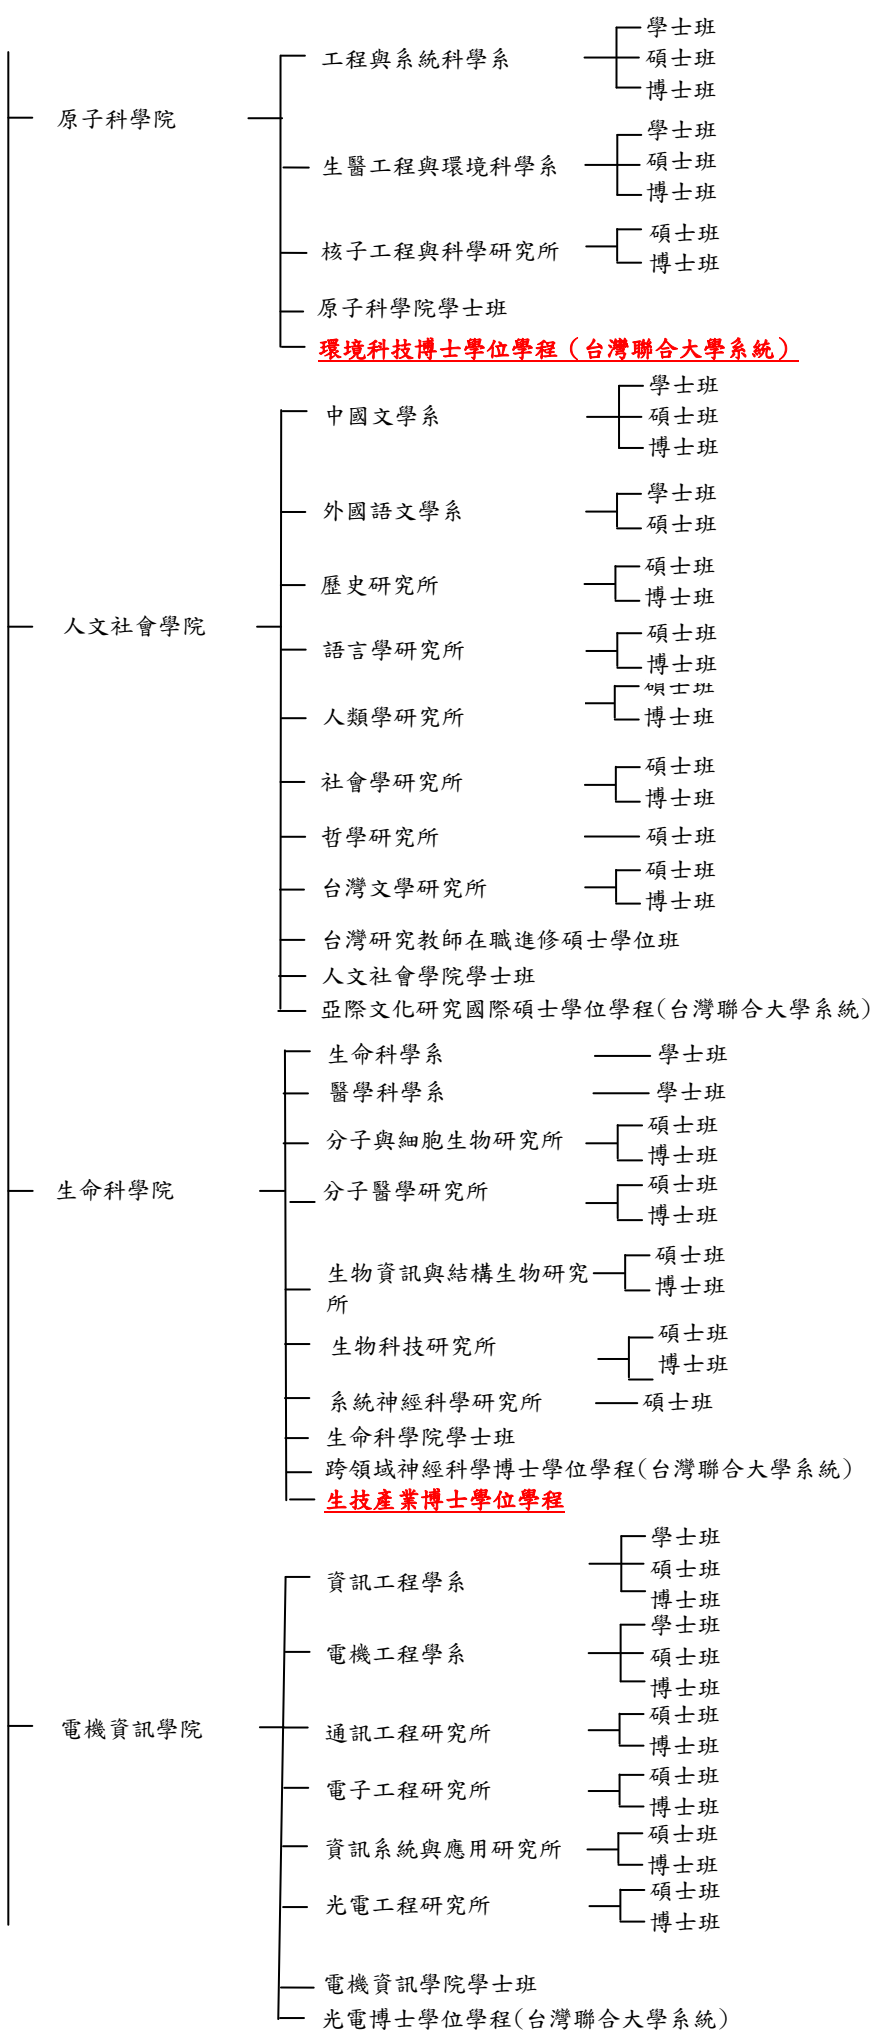 學士班
工程與系統科學系
碩士班
博士班
原子科學院
學士班
生醫工程與環境科學系
碩士班
博士班
碩士班
核子工程與科學研究所
博士班
原子科學院學士班
環境科技博士學位學程（台灣聯合大學系統）
學士班
中國文學系
碩士班
博士班
學士班
外國語文學系
碩士班
碩士班
歷史研究所
博士班
人文社會學院
碩士班
語言學研究所
博士班
碩士班
人類學研究所
博士班
碩士班
社會學研究所
博士班
哲學研究所
碩士班
碩士班
台灣文學研究所
博士班
台灣研究教師在職進修碩士學位班
人文社會學院學士班
亞際文化研究國際碩士學位學程(台灣聯合大學系統)
生命科學系
學士班
醫學科學系
學士班
碩士班
分子與細胞生物研究所
博士班
生命科學院
碩士班
分子醫學研究所
博士班
碩士班
生物資訊與結構生物研究
所
博士班
碩士班
生物科技研究所
博士班
系統神經科學研究所
碩士班
生命科學院學士班
跨領域神經科學博士學位學程(台灣聯合大學系統)
生技產業博士學位學程
學士班
資訊工程學系
碩士班
博士班
學士班
電機工程學系
碩士班
博士班
電機資訊學院
碩士班
通訊工程研究所
博士班
碩士班
電子工程研究所
博士班
碩士班
資訊系統與應用研究所
博士班
碩士班
光電工程研究所
博士班
電機資訊學院學士班
光電博士學位學程(台灣聯合大學系統)